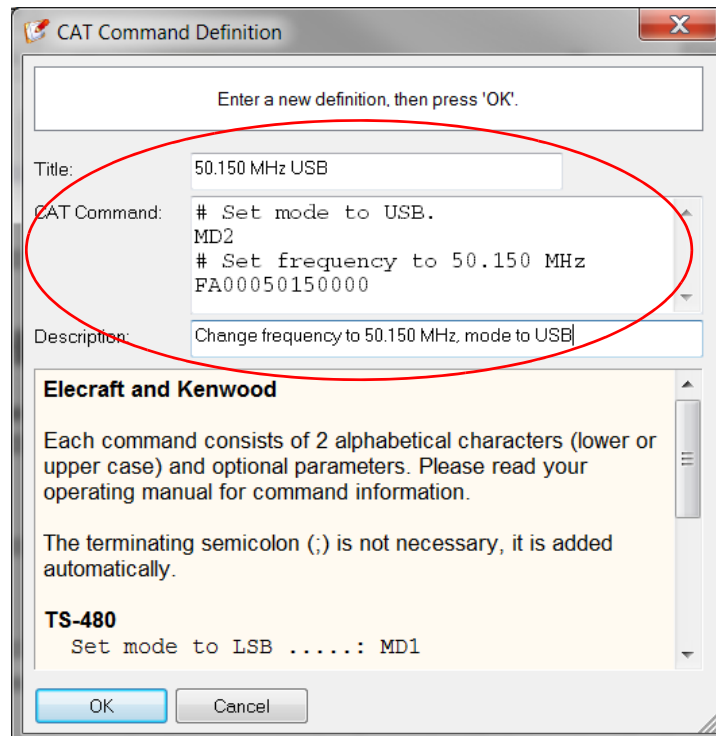 CAT Command Definition
Enter a new definition, then press 'OK'.
Title:
50.150 MHz USB
CAT Command:
# Set mode to USB.
MD2
# Set frequency to 50.150 MHz
FA00050150000
Description:
Change frequency to 50.150 MHz, mode to USB
Elecraft and Kenwood
Each command consists of 2 alphabetical characters (lower or
upper case) and optional parameters. Please read your
operating manual for command information.
The terminating semicolon (;) is not necessary, it is added
automatically.
TS-480
Set mode to LSB .....: MD1
OK
Cancel